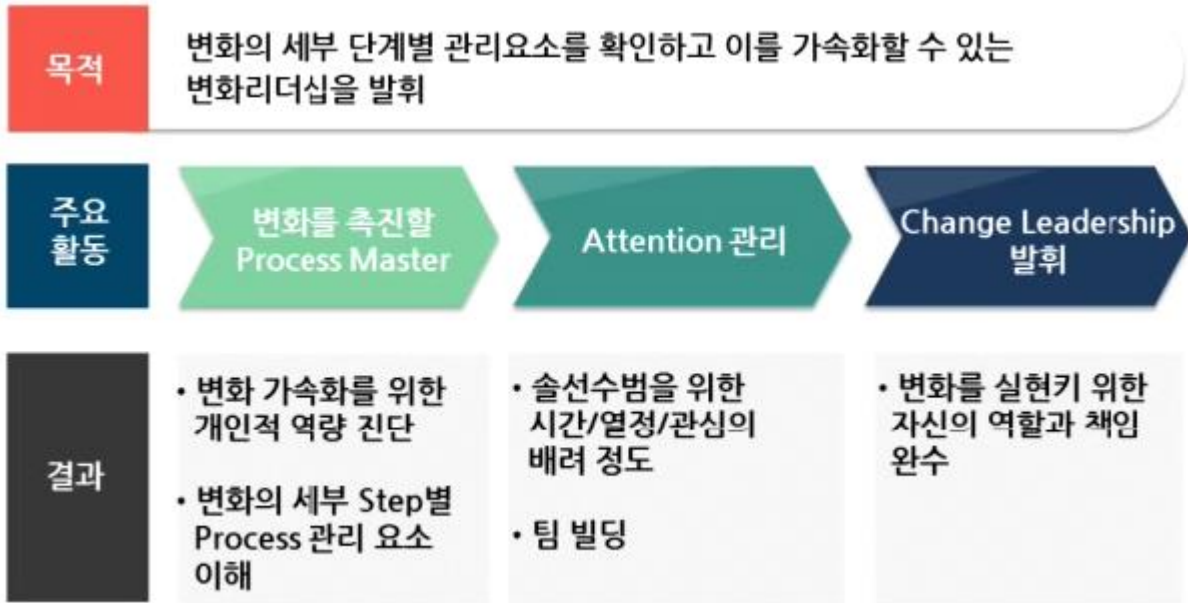 목적
변화의 세부 단계별 관리요소를 확인하고 이를 가속화할 수 있는
변화리더십을 발휘
주요
활동
변화를 촉진할
Process Master
Attention 관리
Change Leadership
발휘
결과
• 변화 가속화를 위한
개인적 역량 진단
• 변화의 세부 Step별
Process 관리 요소
이해
• 솔선수범을 위한
시간/열정/관심의
배려 정도
• 팀 빌딩
• 변화를 실현키 위한
자신의 역할과 책임
완수